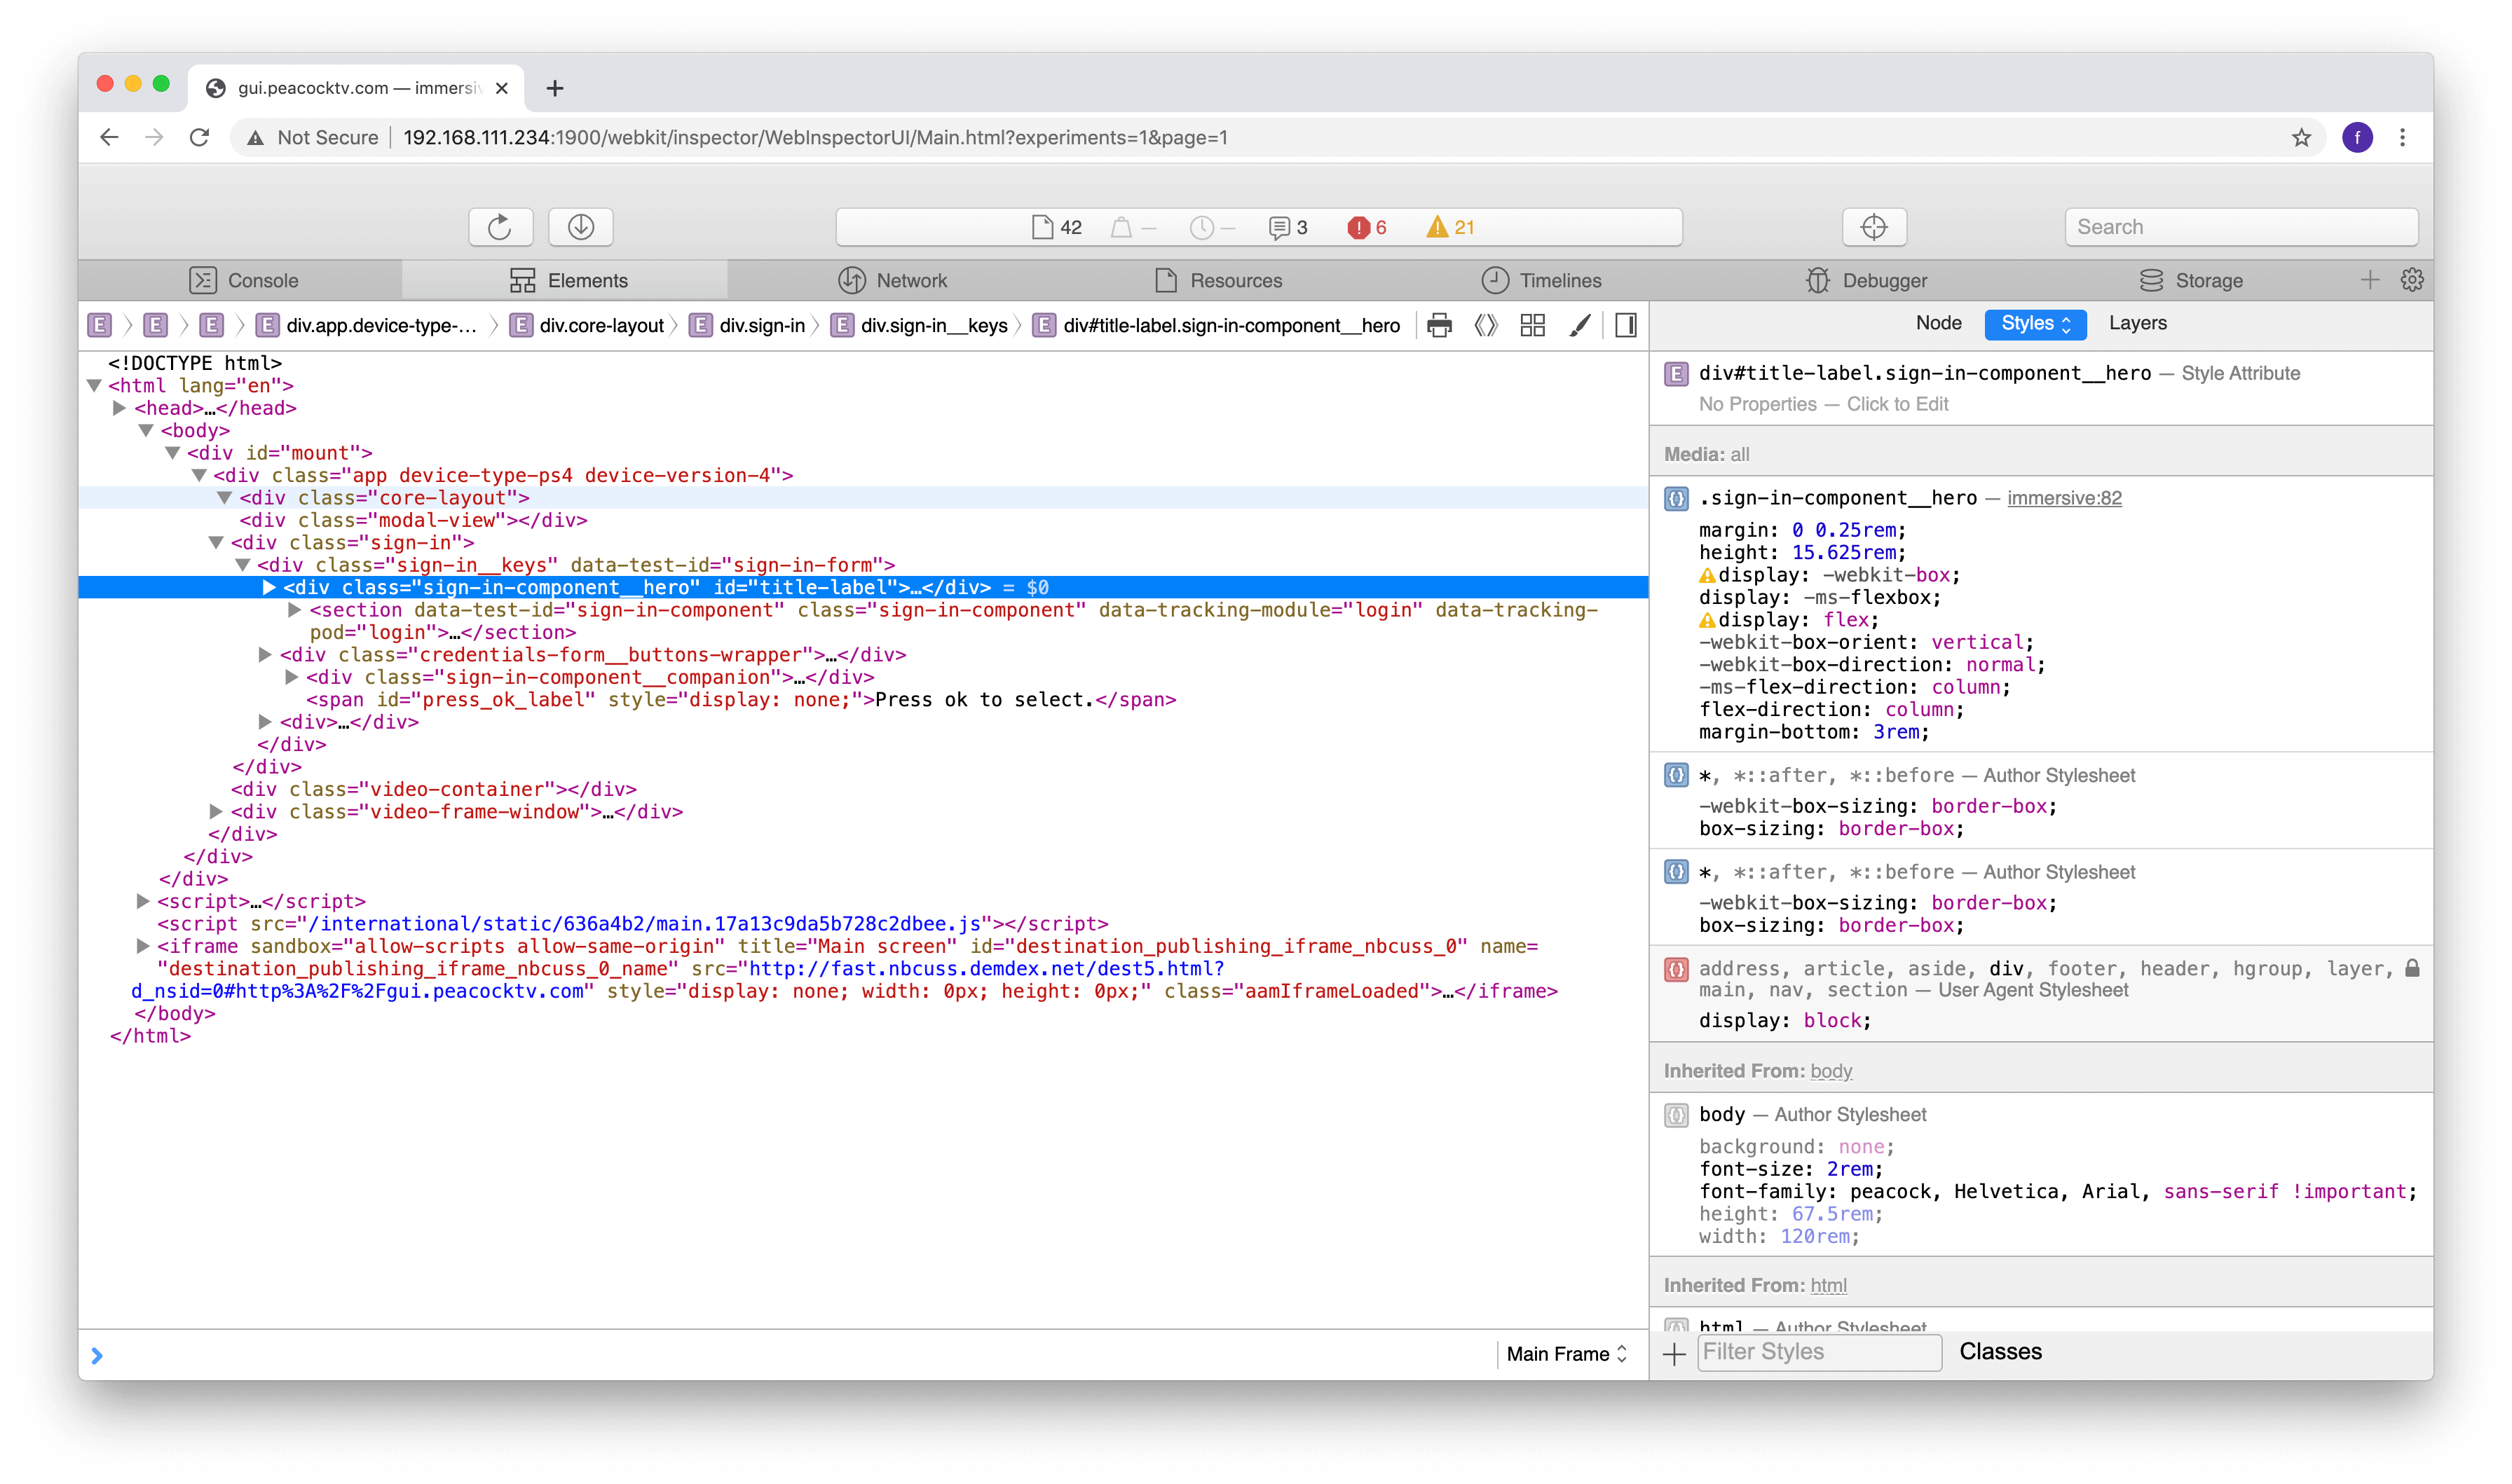 gui.peacocktv.com — immersiv
Not Secure 192.168.111.234:1900/webkit/inspector/WebInspectorUI/Main.html?experiments=1&page=1
f
42 — — 3 6 21
Search
Console Elements Network Resources Timelines Debugger Storage
E E E E div.app.device-type-… E div.core-layout E div.sign-in E div.sign-in__keys E div#title-label.sign-in-component__hero
Node Styles Layers
<!DOCTYPE html>
<html lang="en">
<head>…</head>
<body>
<div id="mount">
<div class="app device-type-ps4 device-version-4">
<div class="core-layout">
<div class="modal-view"></div>
<div class="sign-in">
<div class="sign-in__keys" data-test-id="sign-in-form">
<div class="sign-in-component__hero" id="title-label">…</div> = $0
<section data-test-id="sign-in-component" class="sign-in-component" data-tracking-module="login" data-tracking-
pod="login">…</section>
<div class="credentials-form__buttons-wrapper">…</div>
<div class="sign-in-component__companion">…</div>
<span id="press_ok_label" style="display: none;">Press ok to select.</span>
<div>…</div>
</div>
</div>
<div class="video-container"></div>
<div class="video-frame-window">…</div>
</div>
</div>
</div>
<script>…</script>
<script src="/international/static/636a4b2/main.17a13c9da5b728c2dbee.js"></script>
<iframe sandbox="allow-scripts allow-same-origin" title="Main screen" id="destination_publishing_iframe_nbcuss_0" name=
"destination_publishing_iframe_nbcuss_0_name" src="http://fast.nbcuss.demdex.net/dest5.html?
d_nsid=0#http%3A%2F%2Fgui.peacocktv.com" style="display: none; width: 0px; height: 0px;" class="aamIframeLoaded">…</iframe>
</body>
</html>
Main Frame
E div#title-label.sign-in-component__hero — Style Attribute
No Properties — Click to Edit
Media: all
.sign-in-component__hero — immersive:82
margin: 0 0.25rem;
height: 15.625rem;
display: -webkit-box;
display: -ms-flexbox;
display: flex;
-webkit-box-orient: vertical;
-webkit-box-direction: normal;
-ms-flex-direction: column;
flex-direction: column;
margin-bottom: 3rem;
*, *::after, *::before — Author Stylesheet
-webkit-box-sizing: border-box;
box-sizing: border-box;
*, *::after, *::before — Author Stylesheet
-webkit-box-sizing: border-box;
box-sizing: border-box;
address, article, aside, div, footer, header, hgroup, layer,
main, nav, section — User Agent Stylesheet
display: block;
Inherited From: body
body — Author Stylesheet
background: none;
font-size: 2rem;
font-family: peacock, Helvetica, Arial, sans-serif !important;
height: 67.5rem;
width: 120rem;
Inherited From: html
html — Author Stylesheet
Filter Styles Classes